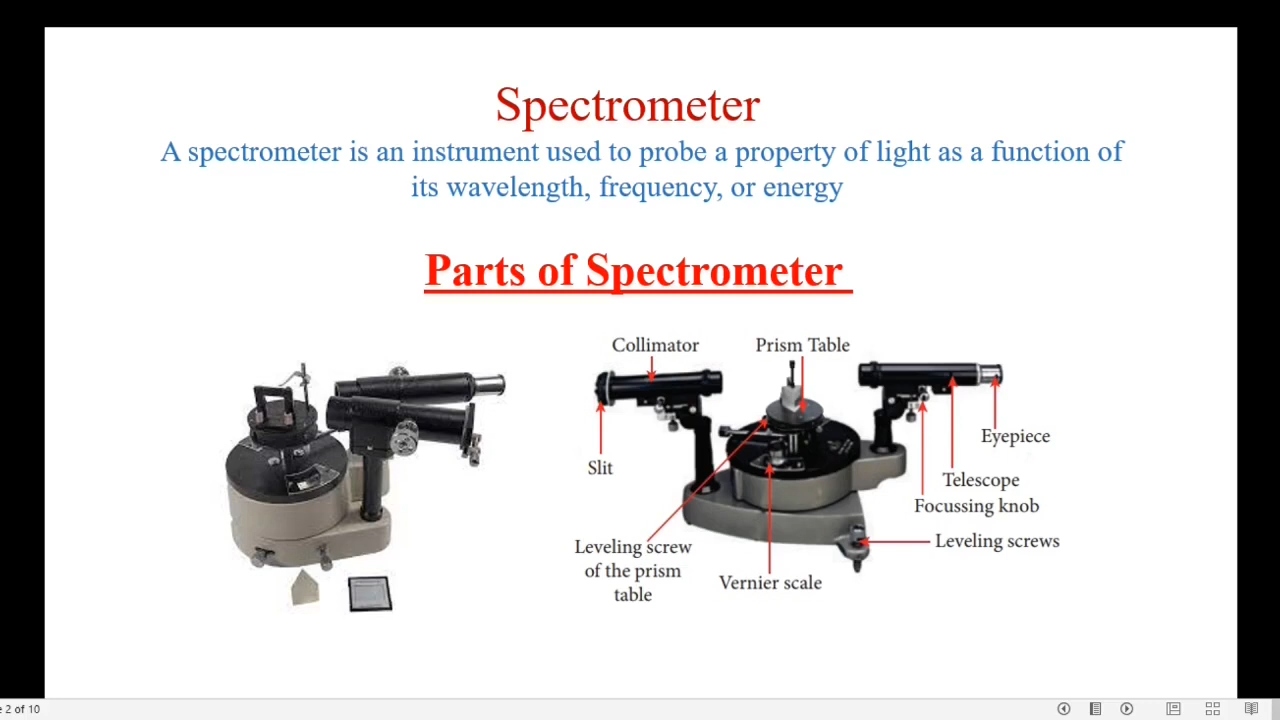 Spectrometer
A spectrometer is an instrument used to probe a property of light as a function of
its wavelength, frequency, or energy
Parts of Spectrometer
Collimator
Prism Table
Eyepiece
Slit
Telescope
Focussing knob
Leveling screws
Leveling screw
of the prism
table
Vernier scale
2 of 10